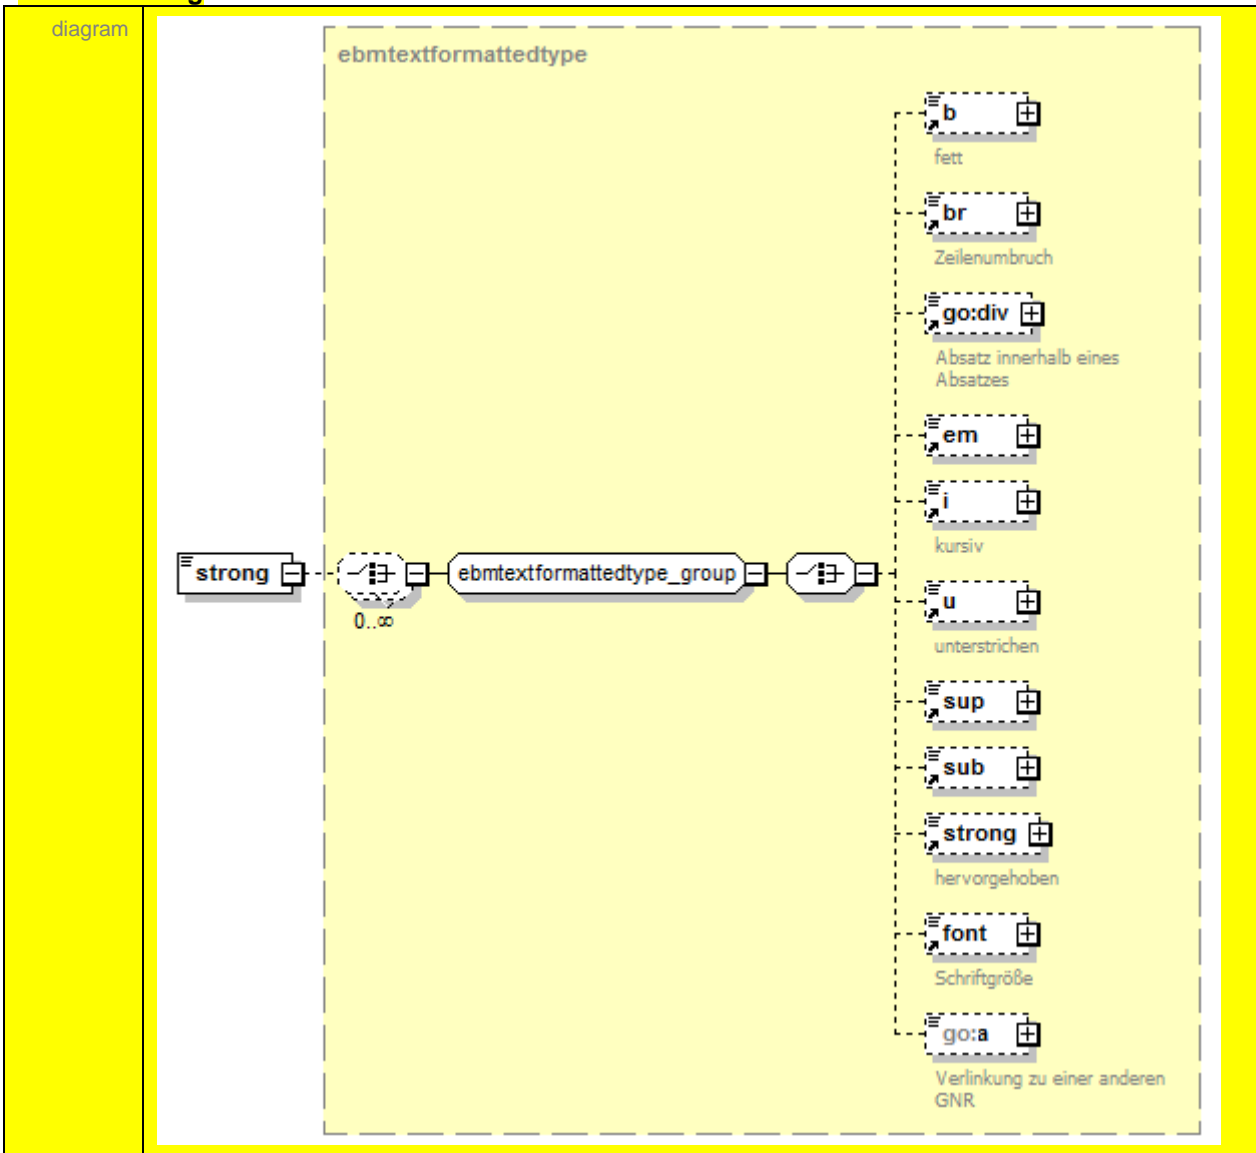 diagram
ebmtextformattedtype
b
fett
br
Zeilenumbruch
go:div
Absatz innerhalb eines
Absatzes
em
i
kursiv
strong
ebmtextformattedtype_group
0..∞
u
unterstrichen
sup
sub
strong
hervorgehoben
font
Schriftgröße
go:a
Verlinkung zu einer anderen
GNR